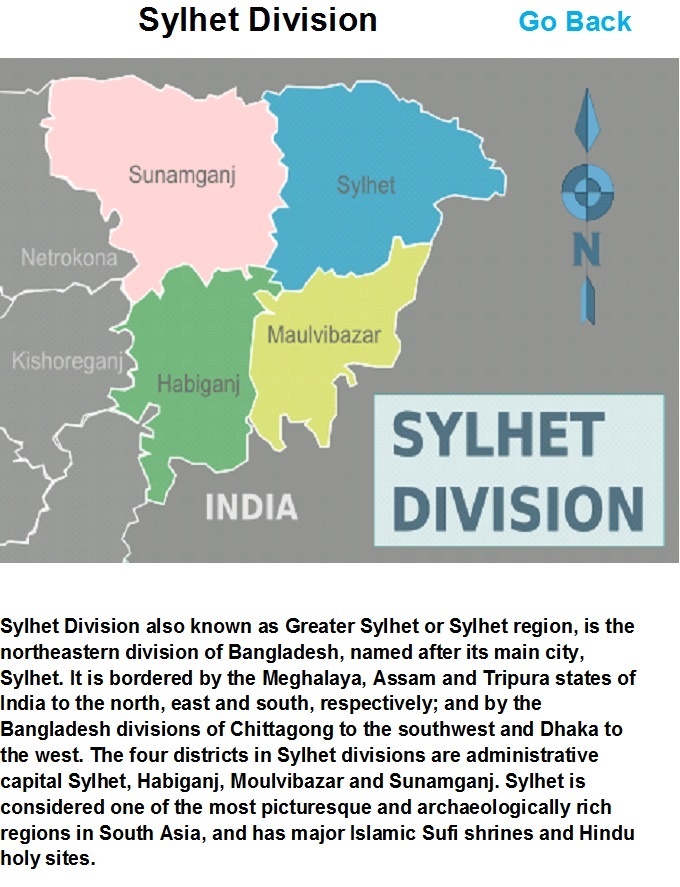 Sylhet Division
Go Back
Sunamganj
Sylhet
N
Netrokona
Maulvibazar
Kishoreganj
Habiganj
SYLHET
DIVISION
INDIA
Sylhet Division also known as Greater Sylhet or Sylhet region, is the
northeastern division of Bangladesh, named after its main city,
Sylhet. It is bordered by the Meghalaya, Assam and Tripura states of
India to the north, east and south, respectively; and by the
Bangladesh divisions of Chittagong to the southwest and Dhaka to
the west. The four districts in Sylhet divisions are administrative
capital Sylhet, Habiganj, Moulvibazar and Sunamganj. Sylhet is
considered one of the most picturesque and archaeologically rich
regions in South Asia, and has major Islamic Sufi shrines and Hindu
holy sites.